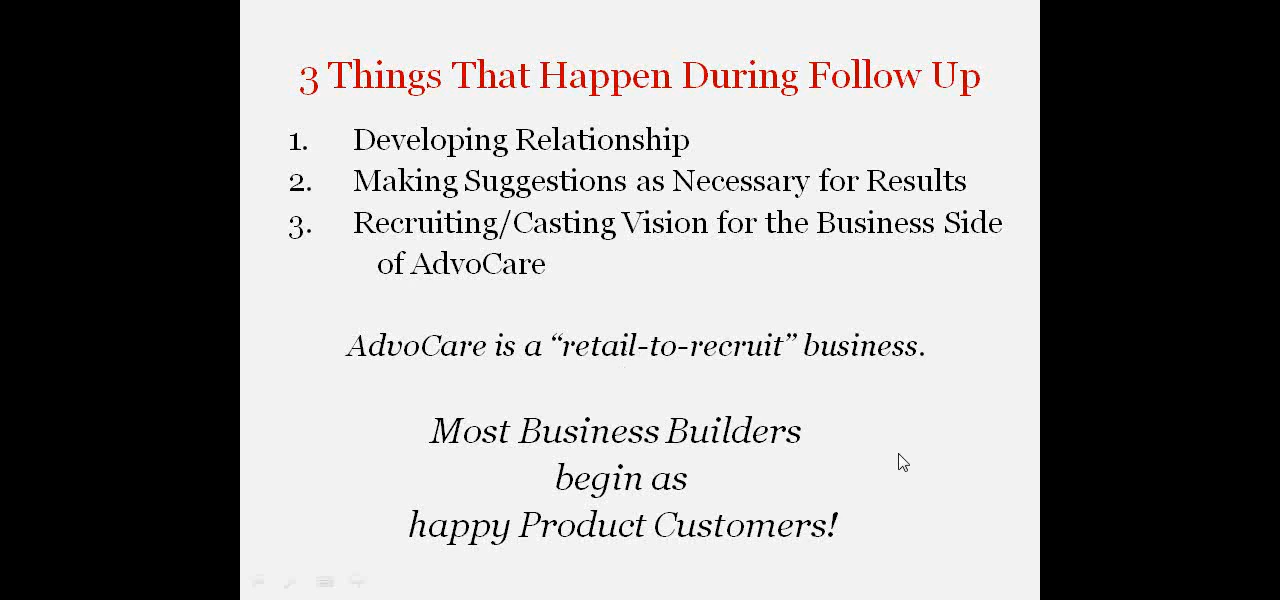 3 Things That Happen During Follow Up
1. Developing Relationship
2. Making Suggestions as Necessary for Results
3. Recruiting/Casting Vision for the Business Side
of AdvoCare
AdvoCare is a “retail-to-recruit” business.
Most Business Builders
begin as
happy Product Customers!